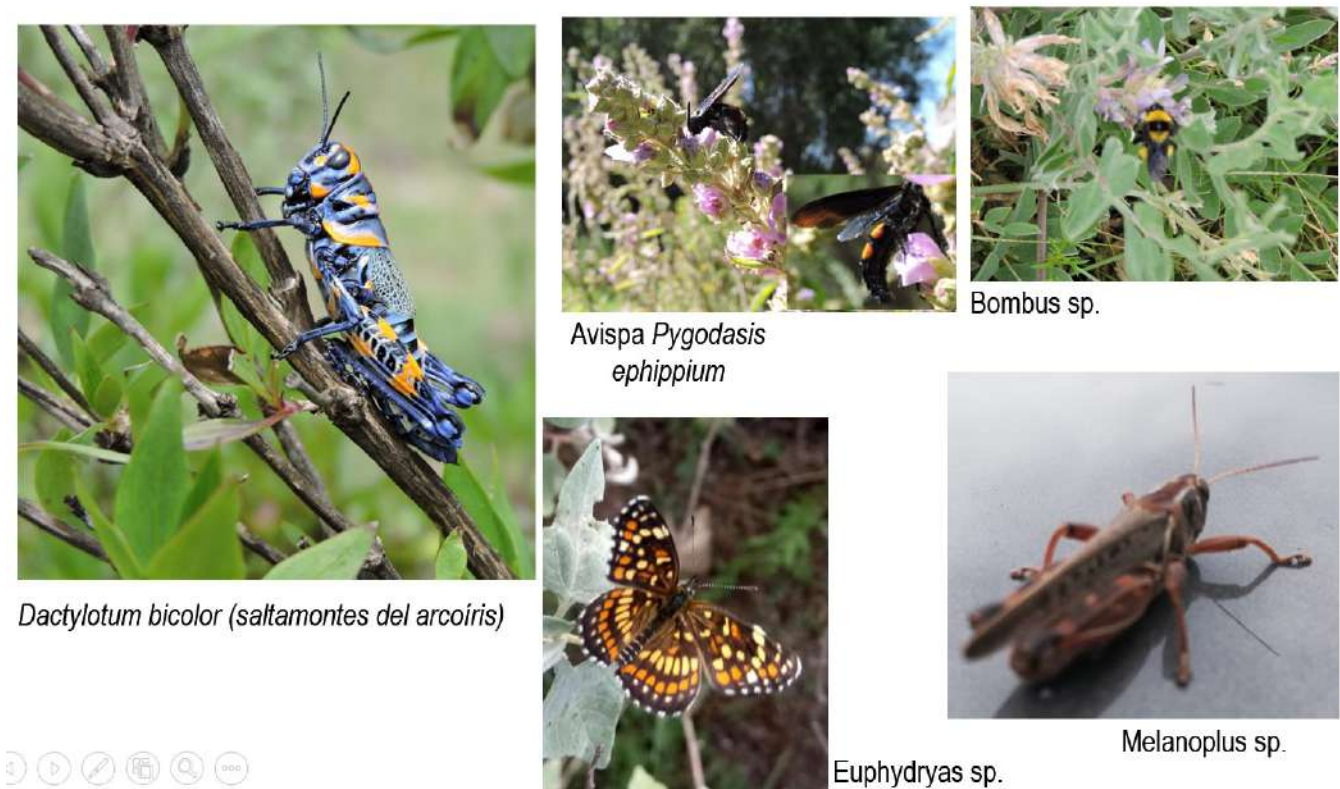 Avispa Pygodasis
ephippium
Bombus sp.
Dactylotum bicolor (saltamontes del arcoíris)
Euphydryas sp.
Melanoplus sp.